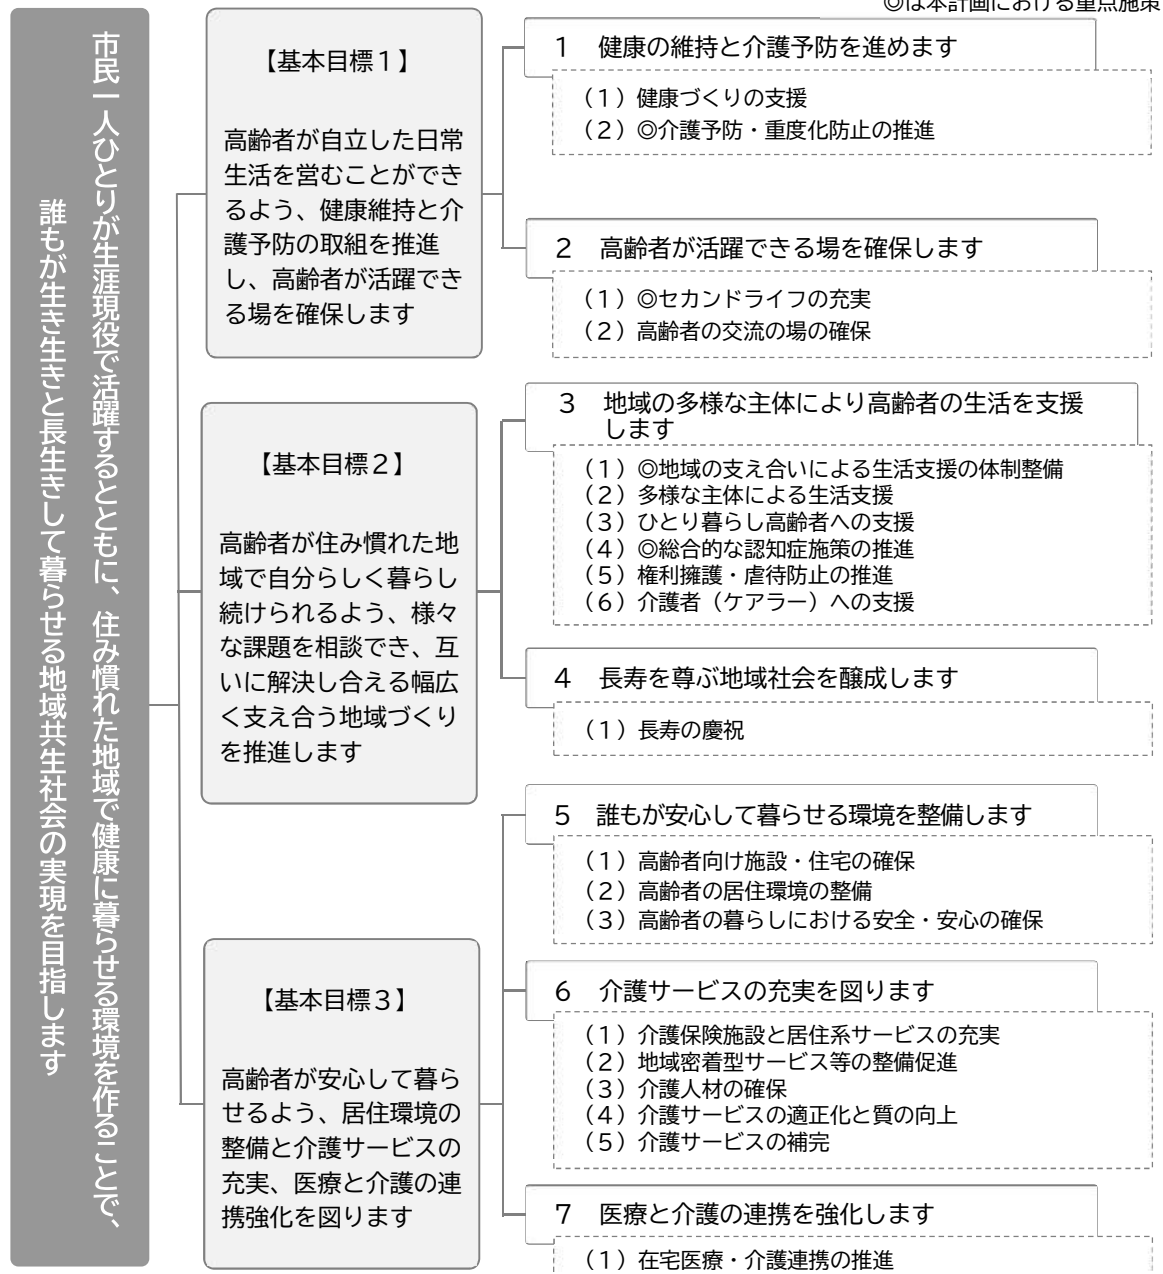 ◎は本計画における重点施策
市民一人ひとりが生涯現役で活躍するとともに、住み慣れた地域で健康に暮らせる環境を作ることで、
誰もが生き生きと長生きして暮らせる地域共生社会の実現を目指します
【基本目標１】
高齢者が自立した日常
生活を営むことができ
るよう、健康維持と介
護予防の取組を推進
し、高齢者が活躍でき
る場を確保します
１　健康の維持と介護予防を進めます
（１）健康づくりの支援
（２）◎介護予防・重度化防止の推進
２　高齢者が活躍できる場を確保します
（１）◎セカンドライフの充実
（２）高齢者の交流の場の確保
【基本目標２】
高齢者が住み慣れた地
域で自分らしく暮らし
続けられるよう、様々
な課題を相談でき、互
いに解決し合える幅広
く支え合う地域づくり
を推進します
３　地域の多様な主体により高齢者の生活を支援
します
（１）◎地域の支え合いによる生活支援の体制整備
（２）多様な主体による生活支援
（３）ひとり暮らし高齢者への支援
（４）◎総合的な認知症施策の推進
（５）権利擁護・虐待防止の推進
（６）介護者（ケアラー）への支援
４　長寿を尊ぶ地域社会を醸成します
（１）長寿の慶祝
【基本目標３】
高齢者が安心して暮ら
せるよう、居住環境の
整備と介護サービスの
充実、医療と介護の連
携強化を図ります
５　誰もが安心して暮らせる環境を整備します
（１）高齢者向け施設・住宅の確保
（２）高齢者の居住環境の整備
（３）高齢者の暮らしにおける安全・安心の確保
６　介護サービスの充実を図ります
（１）介護保険施設と居住系サービスの充実
（２）地域密着型サービス等の整備促進
（３）介護人材の確保
（４）介護サービスの適正化と質の向上
（５）介護サービスの補完
７　医療と介護の連携を強化します
（１）在宅医療・介護連携の推進